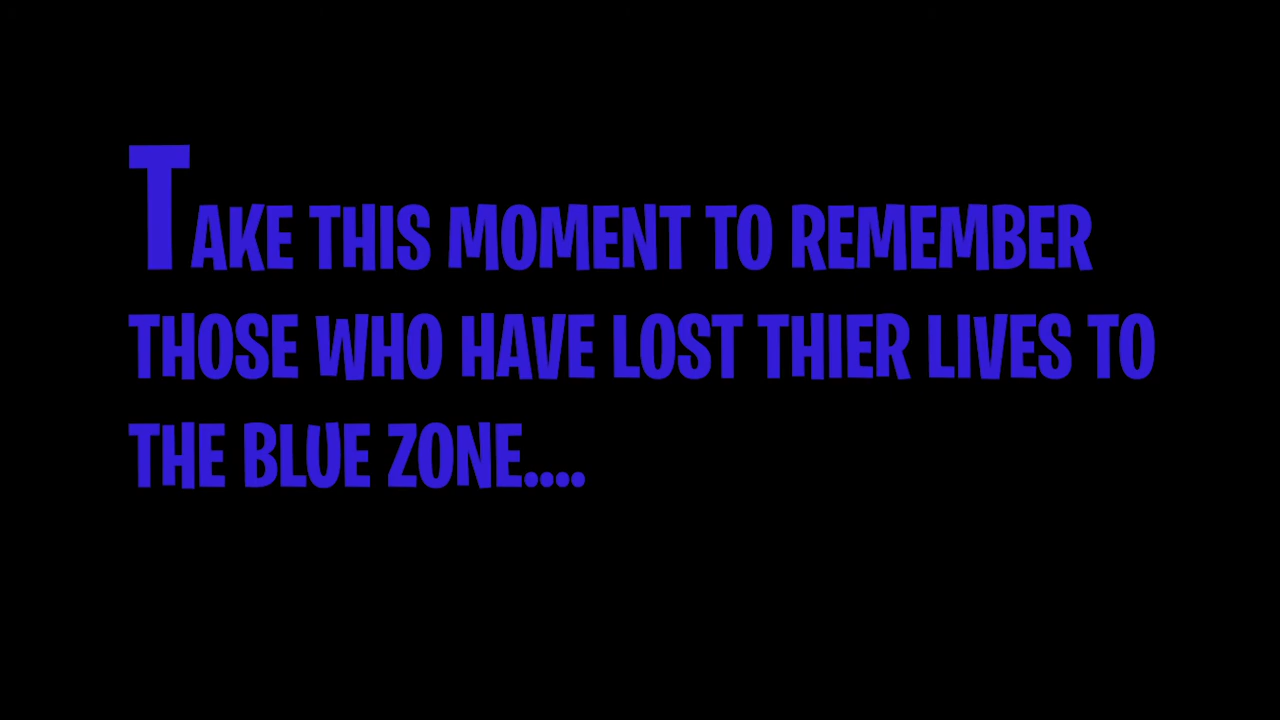 TAKE THIS MOMENT TO REMEMBER
THOSE WHO HAVE LOST THIER LIVES TO
THE BLUE ZONE....